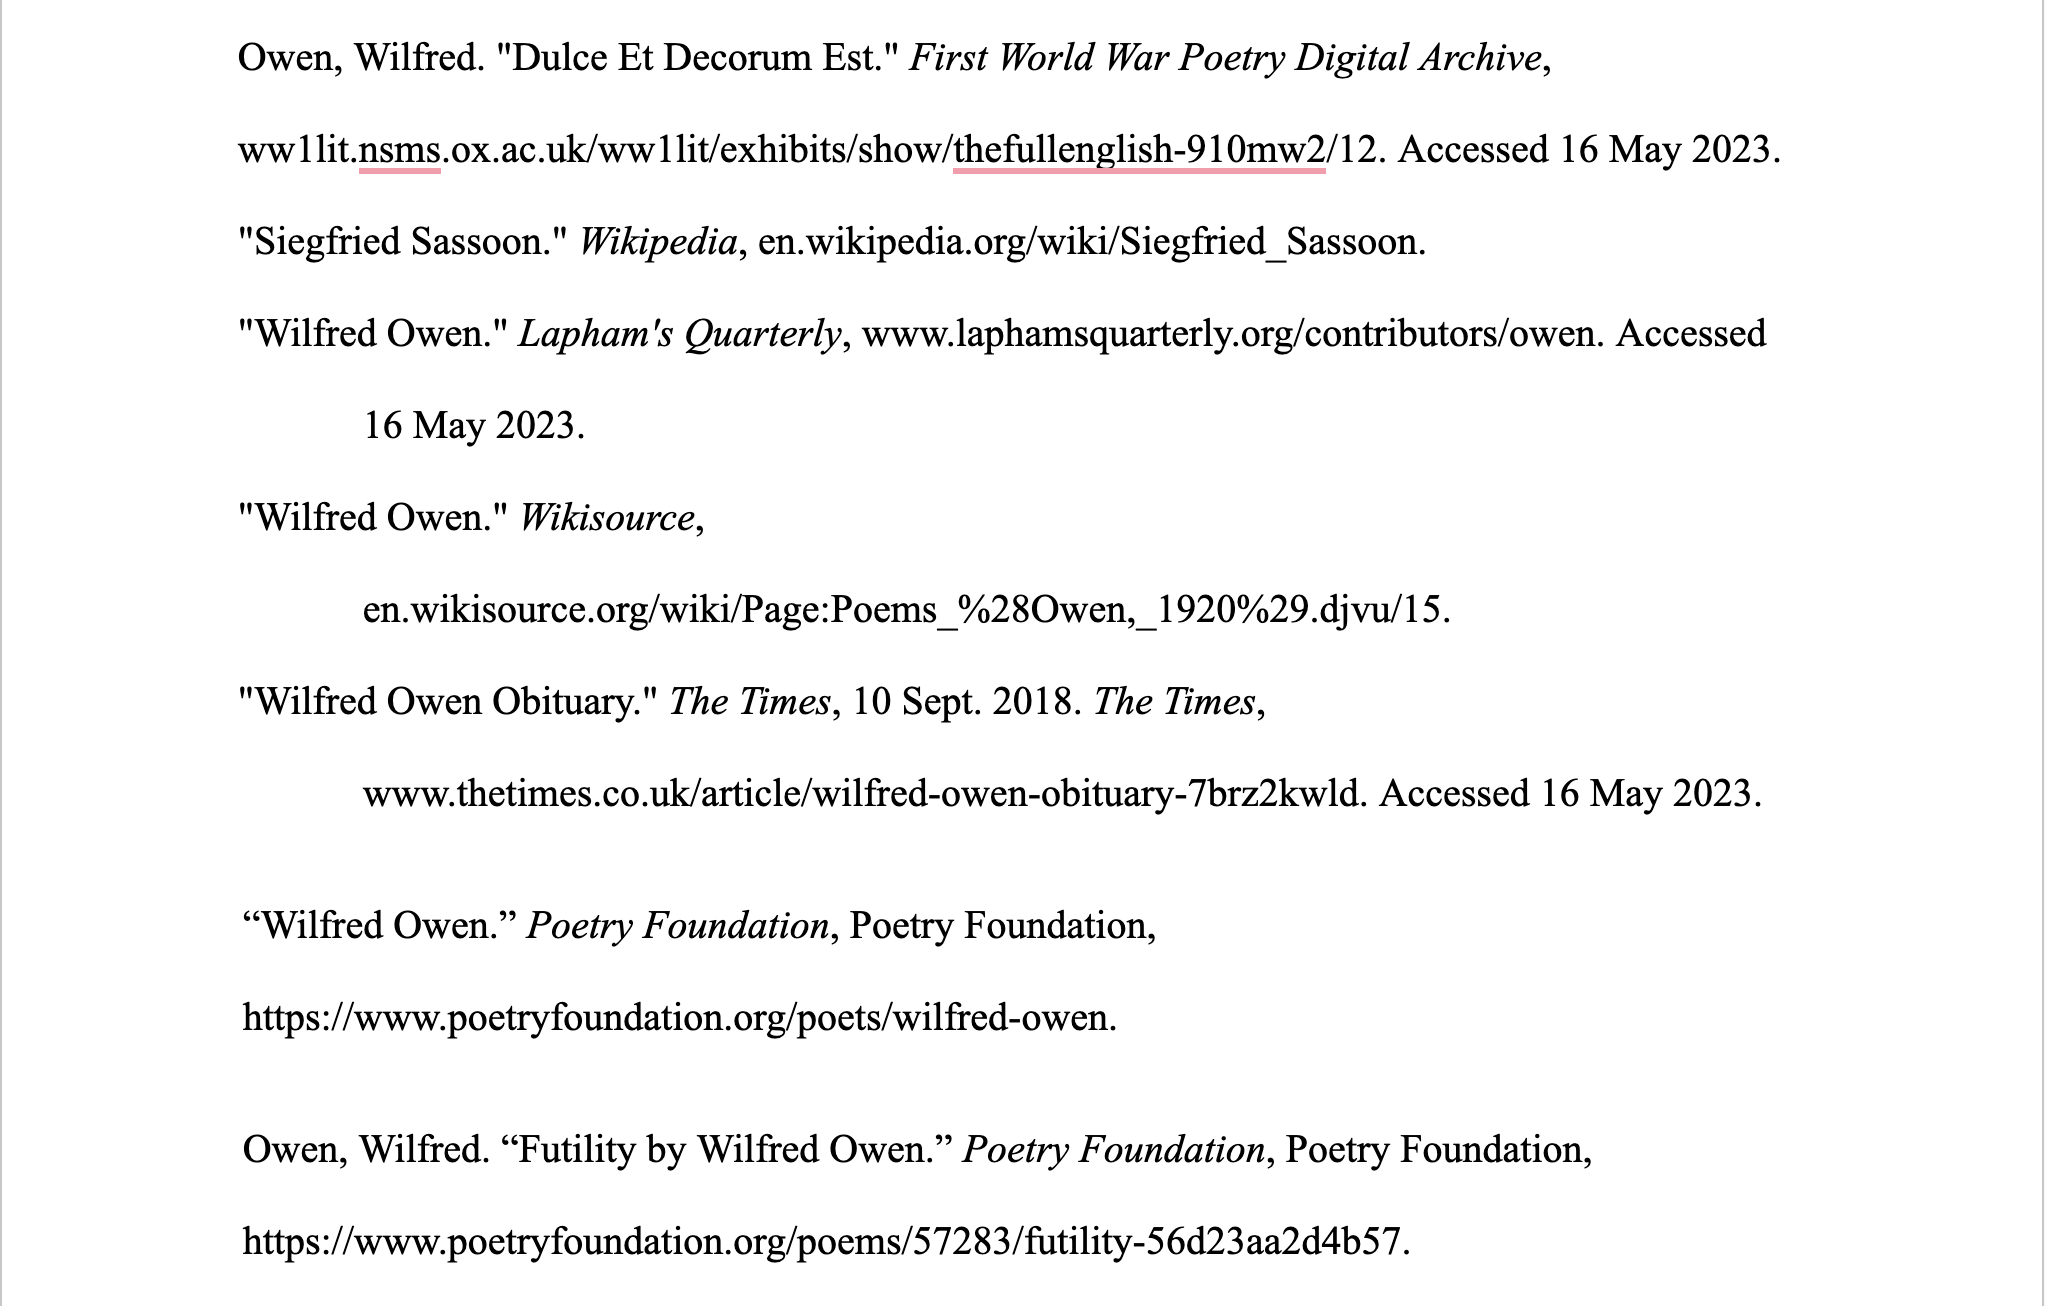 Owen, Wilfred. "Dulce Et Decorum Est." First World War Poetry Digital Archive,
ww1lit.nsms.ox.ac.uk/ww1lit/exhibits/show/thefullenglish-910mw2/12. Accessed 16 May 2023.
"Siegfried Sassoon." Wikipedia, en.wikipedia.org/wiki/Siegfried_Sassoon.
"Wilfred Owen." Lapham's Quarterly, www.laphamsquarterly.org/contributors/owen. Accessed
16 May 2023.
"Wilfred Owen." Wikisource,
en.wikisource.org/wiki/Page:Poems_%28Owen,_1920%29.djvu/15.
"Wilfred Owen Obituary." The Times, 10 Sept. 2018. The Times,
www.thetimes.co.uk/article/wilfred-owen-obituary-7brz2kwld. Accessed 16 May 2023.
“Wilfred Owen.” Poetry Foundation, Poetry Foundation,
https://www.poetryfoundation.org/poets/wilfred-owen.
Owen, Wilfred. “Futility by Wilfred Owen.” Poetry Foundation, Poetry Foundation,
https://www.poetryfoundation.org/poems/57283/futility-56d23aa2d4b57.